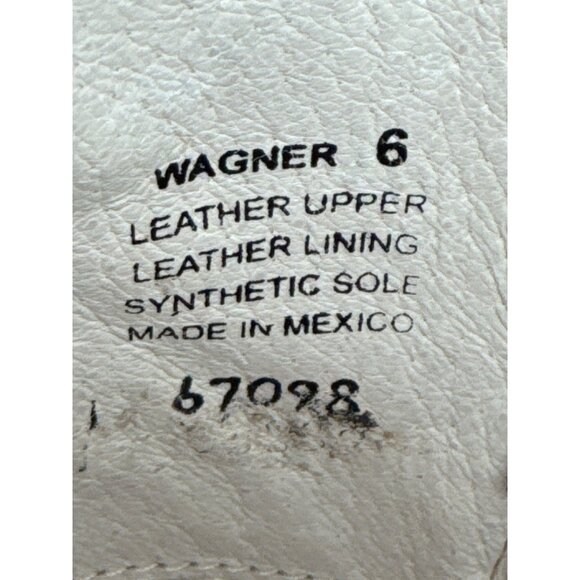 WAGNER 6
LEATHER UPPER
LEATHER LINING
SYNTHETIC SOLE
MADE IN MEXICO
67098